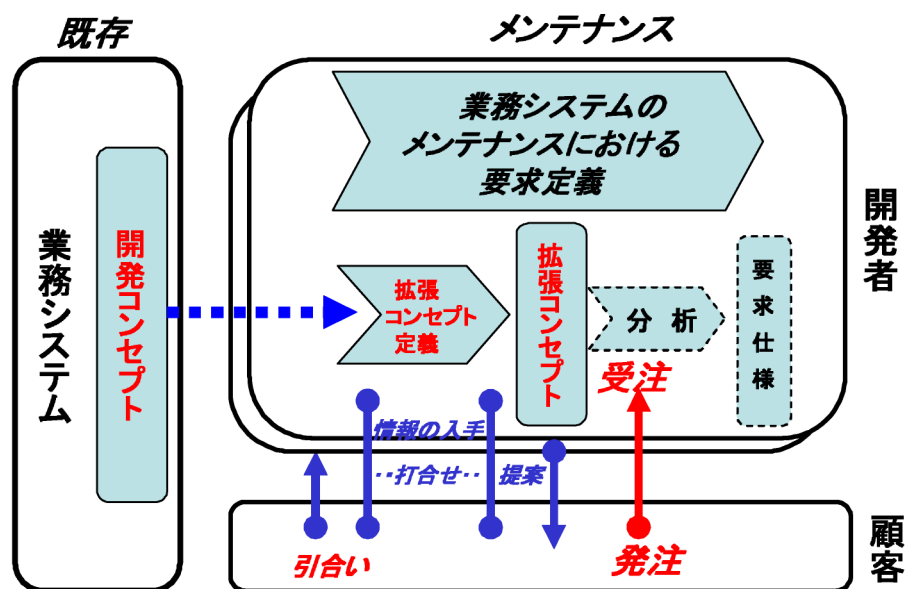 既存
メンテナンス
業務システムの
メンテナンスにおける
要求定義
業務システム
開発コンセプト
拡張
コンセプト
定義
拡張コンセプト
分析
要求仕様
開発者
受注
情報の入手
‥打合せ‥
提案
引合い
発注
顧客